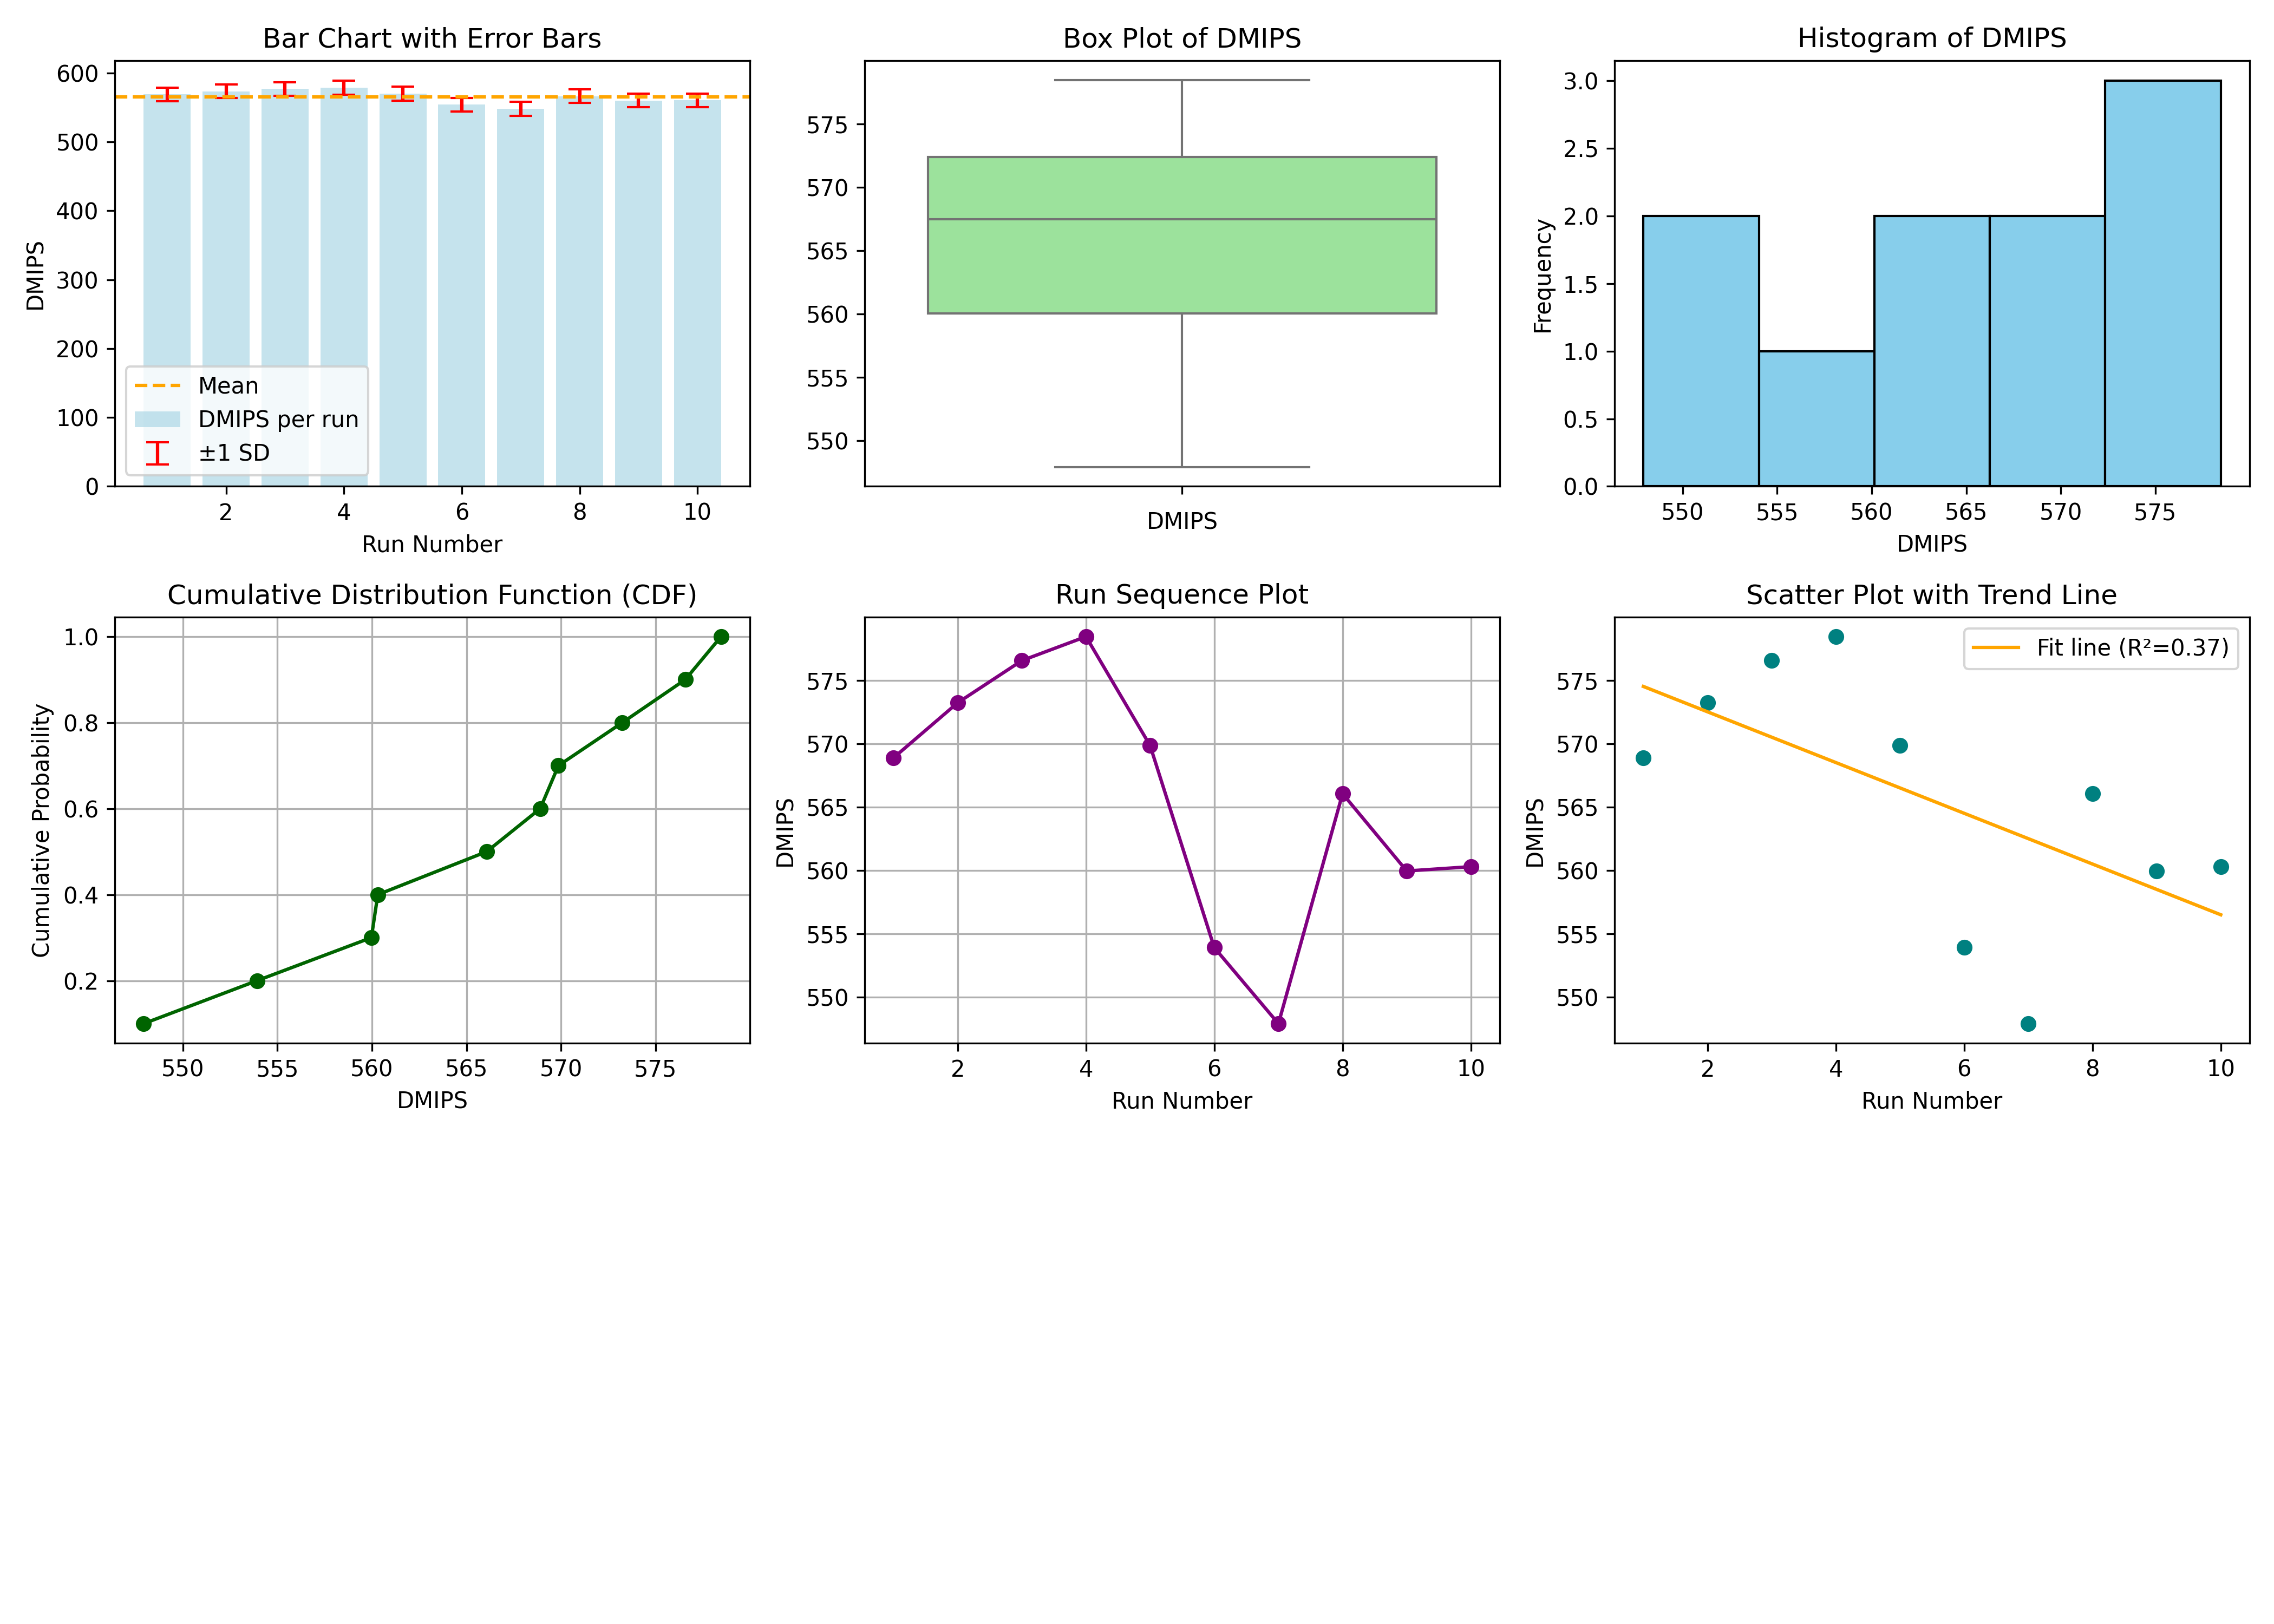 Bar Chart with Error Bars
600
500
400
300
200
100
0
DMIPS
Mean
DMIPS per run
±1 SD
2 4 6 8 10
Run Number
Box Plot of DMIPS
575
570
565
560
555
550
DMIPS
Histogram of DMIPS
3.0
2.5
2.0
1.5
1.0
0.5
0.0
Frequency
550 555 560 565 570 575
DMIPS
Cumulative Distribution Function (CDF)
1.0
0.8
0.6
0.4
0.2
Cumulative Probability
550 555 560 565 570 575
DMIPS
Run Sequence Plot
575
570
565
560
555
550
DMIPS
2 4 6 8 10
Run Number
Scatter Plot with Trend Line
Fit line (R²=0.37)
575
570
565
560
555
550
DMIPS
2 4 6 8 10
Run Number